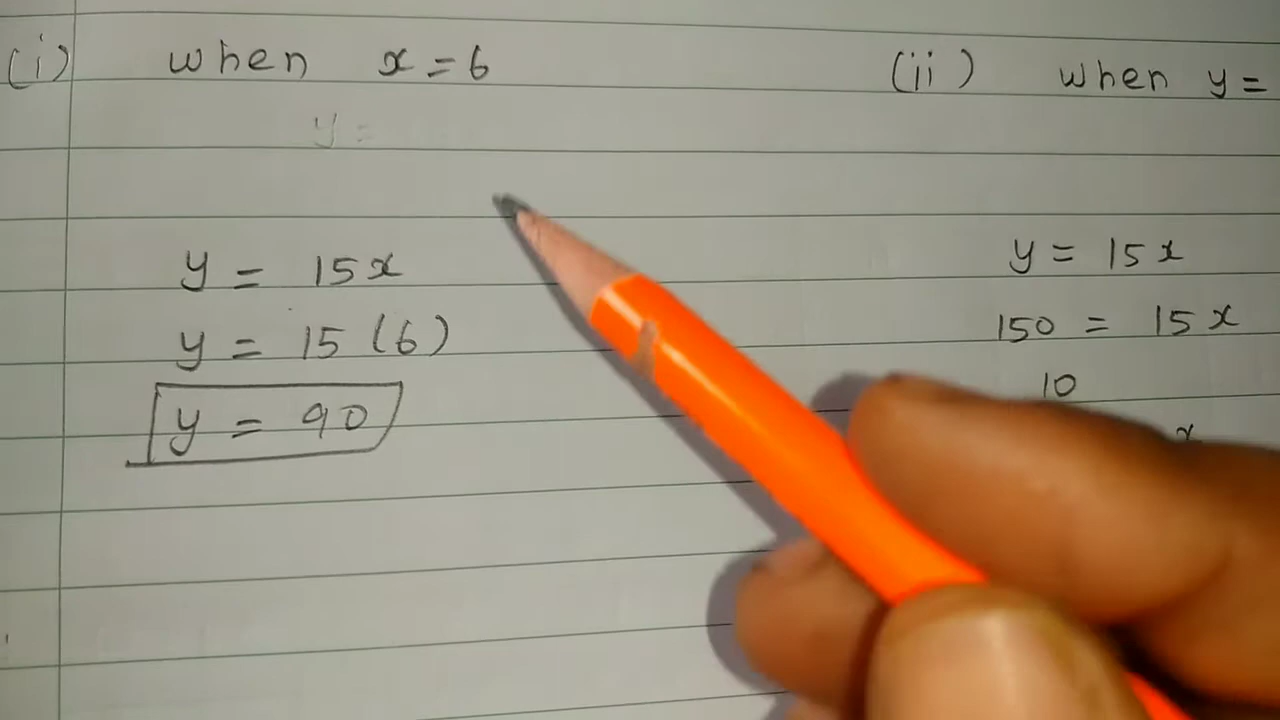 (i) when x = 6
y =
y = 15x
y = 15 (6)
y = 90
(ii) when y =
y = 15x
150 = 15x
10
x